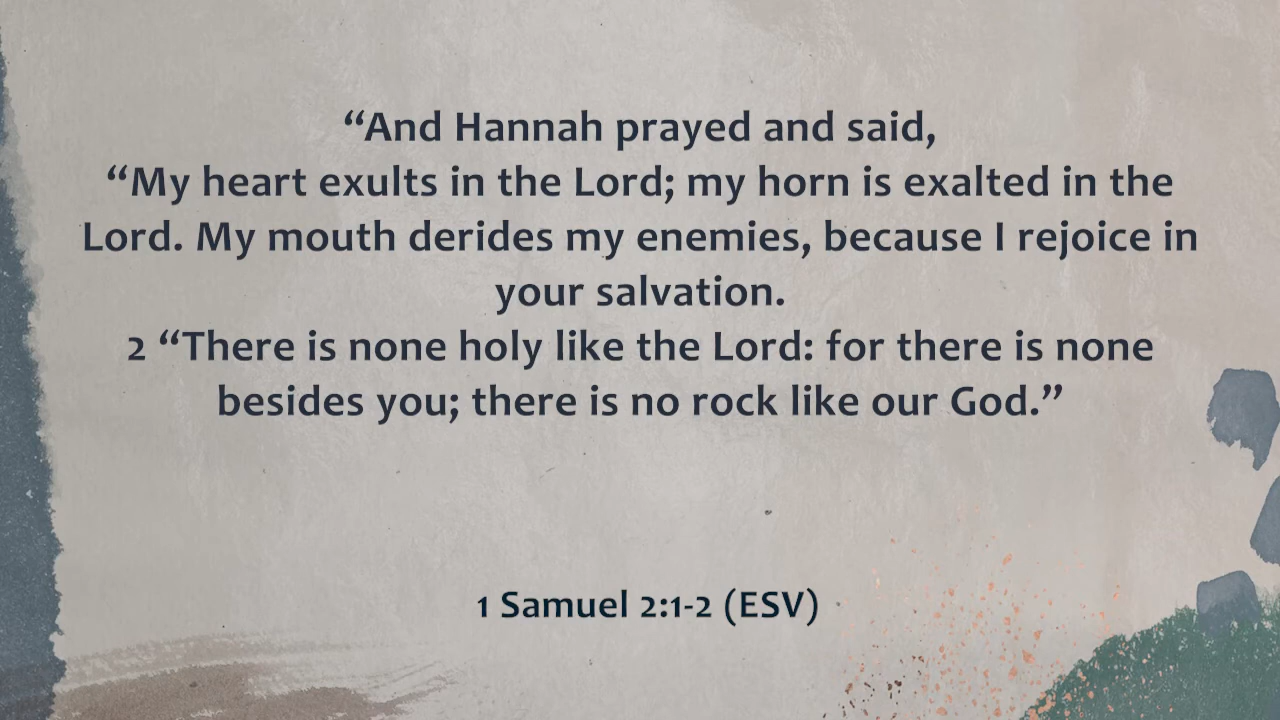 “And Hannah prayed and said,
“My heart exults in the Lord; my horn is exalted in the
Lord. My mouth derides my enemies, because I rejoice in
your salvation.
2 “There is none holy like the Lord: for there is none
besides you; there is no rock like our God.”
1 Samuel 2:1-2 (ESV)